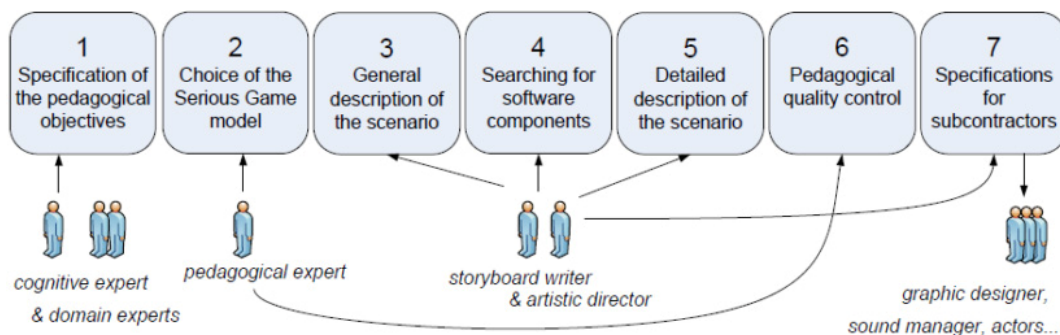 1
Specification of
the pedagogical
objectives
2
Choice of the
Serious Game
model
3
General
description of
the scenario
4
Searching for
software
components
5
Detailed
description of
the scenario
6
Pedagogical
quality control
7
Specifications
for
subcontractors
cognitive expert
& domain experts
pedagogical expert
storyboard writer
& artistic director
graphic designer,
sound manager, actors...